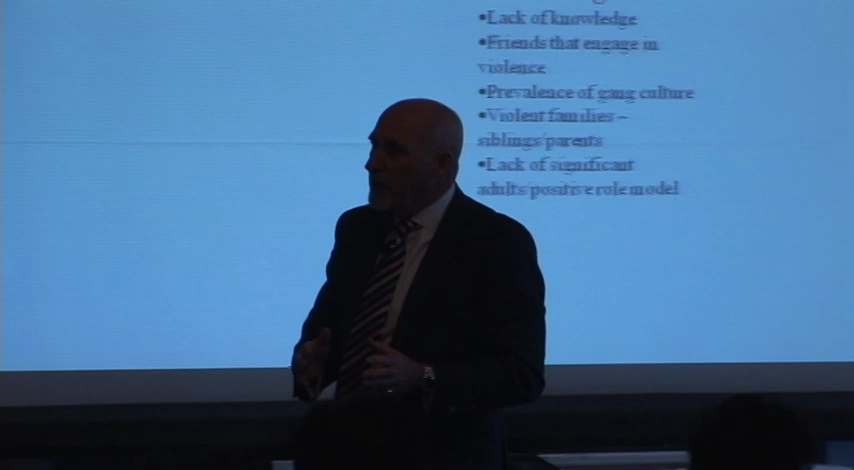 •Lack of knowledge
•Friends that engage in
violence
•Prevalence of gang culture
•Violent families –
siblings/parents
•Lack of significant
adults/positive role model